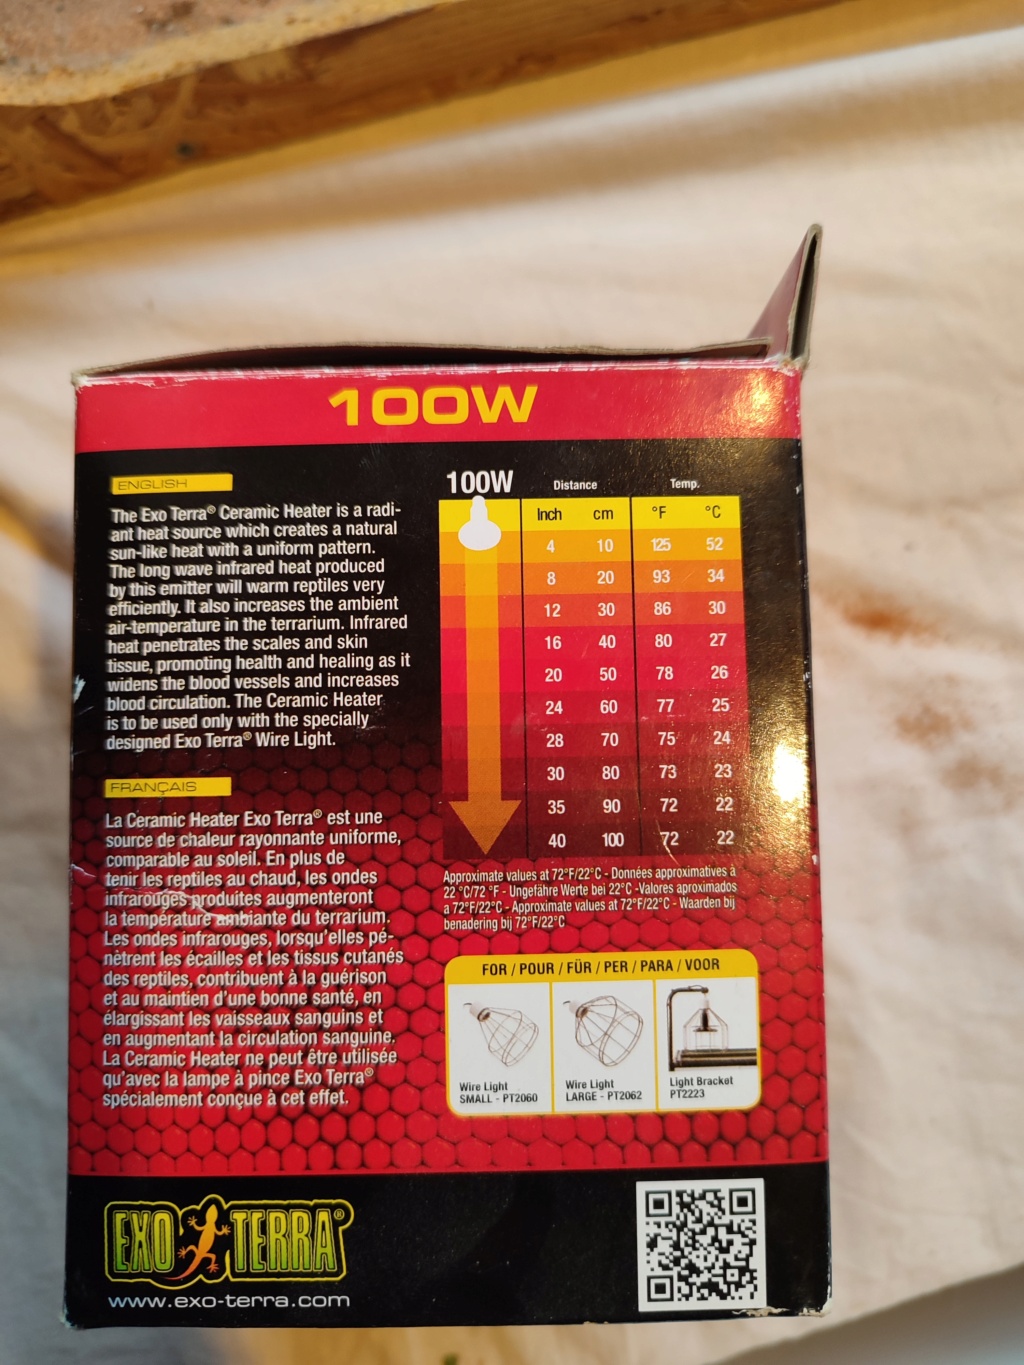 100W
ENGLISH
The Exo Terra® Ceramic Heater is a radi-
ant heat source which creates a natural
sun-like heat with a uniform pattern.
The long wave infrared heat produced
by this emitter will warm reptiles very
efficiently. It also increases the ambient
air-temperature in the terrarium. Infrared
heat penetrates the scales and skin
tissue, promoting health and healing as it
widens the blood vessels and increases
blood circulation. The Ceramic Heater
is to be used only with the specially
designed Exo Terra® Wire Light.
FRANÇAIS
La Ceramic Heater Exo Terra® est une
source de chaleur rayonnante uniforme,
comparable au soleil. En plus de
tenir les reptiles au chaud, les ondes
infrarouges produites augmenteront
la température ambiante du terrarium.
Les ondes infrarouges, lorsqu'elles pé-
nètrent les écailles et les tissus cutanés
des reptiles, contribuent à la guérison
et au maintien d'une bonne santé, en
élargissant les vaisseaux sanguins et
en augmentant la circulation sanguine.
La Ceramic Heater ne peut être utilisée
qu'avec la lampe à pince Exo Terra®
spécialement conçue à cet effet.
100W Distance Temp.
Inch cm °F °C
4 10 125 52
8 20 93 34
12 30 86 30
16 40 80 27
20 50 78 26
24 60 77 25
28 70 75 24
30 80 73 23
35 90 72 22
40 100 72 22
Approximate values at 72°F/22°C - Données approximatives à
22 °C/72 °F - Ungefähre Werte bei 22°C -Valores aproximados
a 72°F/22°C - Approximate values at 72°F/22°C - Waarden bij
benadering bij 72°F/22°C
FOR / POUR / FÜR / PER / PARA / VOOR
Wire Light
SMALL - PT2060
Wire Light
LARGE - PT2062
Light Bracket
PT2223
EXO TERRA®
www.exo-terra.com